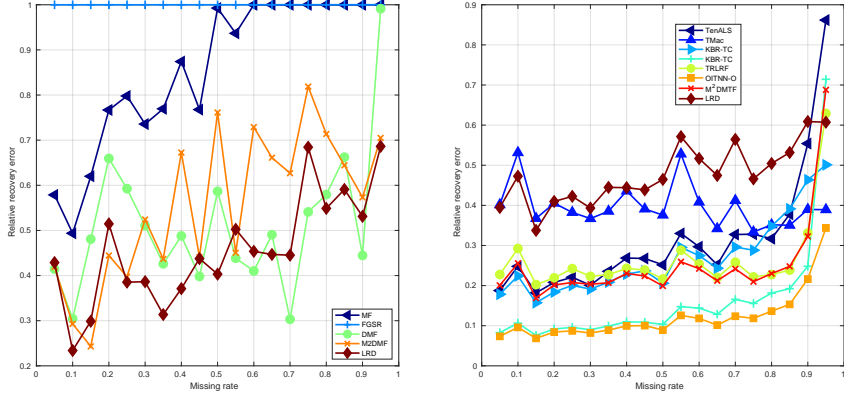 Relative recovery error
1
0.9
0.8
0.7
0.6
0.5
0.4
0.3
0.2
0 0.1 0.2 0.3 0.4 0.5 0.6 0.7 0.8 0.9 1
Missing rate
MF
FGSR
DMF
M2DMF
LRD
Relative recovery error
0.9
0.8
0.7
0.6
0.5
0.4
0.3
0.2
0.1
0
0 0.1 0.2 0.3 0.4 0.5 0.6 0.7 0.8 0.9 1
Missing rate
TenALS
TMac
KBR-TC
KBR-TC
TRLRF
OITNN-O
M²DMTF
LRD